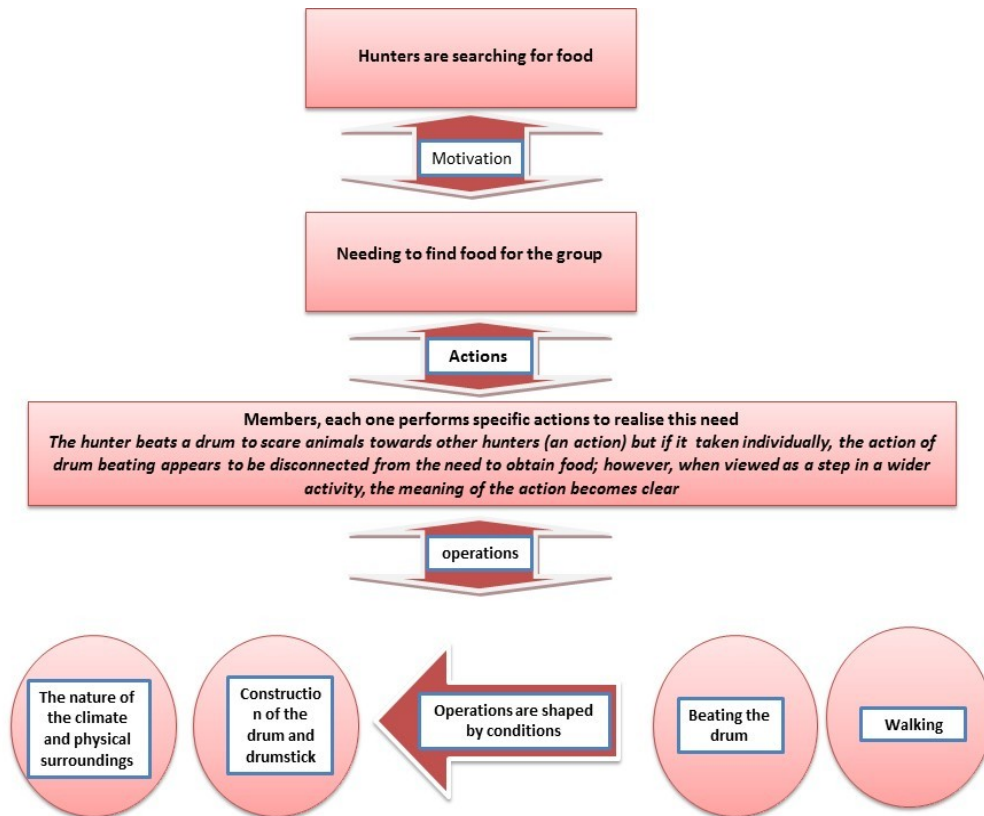 Hunters are searching for food
Motivation
Needing to find food for the group
Actions
Members, each one performs specific actions to realise this need
The hunter beats a drum to scare animals towards other hunters (an action) but if it taken individually, the action of
drum beating appears to be disconnected from the need to obtain food; however, when viewed as a step in a wider
activity, the meaning of the action becomes clear
operations
The nature of
the climate
and physical
surroundings
Constructio
n of the
drum and
drumstick
Operations are shaped
by conditions
Beating the
drum
Walking